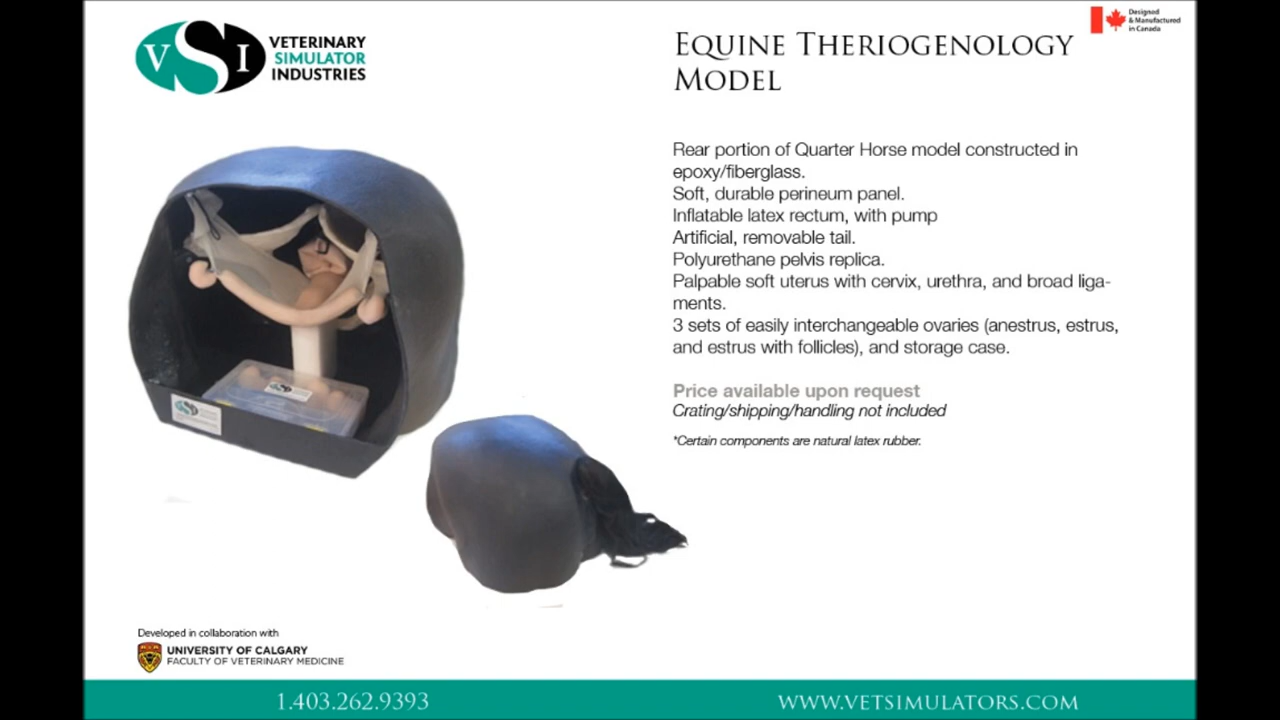 VSI VETERINARY
SIMULATOR
INDUSTRIES
Designed
& Manufactured
in Canada
EQUINE THERIOGENOLOGY
MODEL
Rear portion of Quarter Horse model constructed in
epoxy/fiberglass.
Soft, durable perineum panel.
Inflatable latex rectum, with pump
Artificial, removable tail.
Polyurethane pelvis replica.
Palpable soft uterus with cervix, urethra, and broad liga-
ments.
3 sets of easily interchangeable ovaries (anestrus, estrus,
and estrus with follicles), and storage case.
Price available upon request
Crating/shipping/handling not included
*Certain components are natural latex rubber.
Developed in collaboration with
UNIVERSITY OF CALGARY
FACULTY OF VETERINARY MEDICINE
1.403.262.9393
WWW.VETSIMULATORS.COM